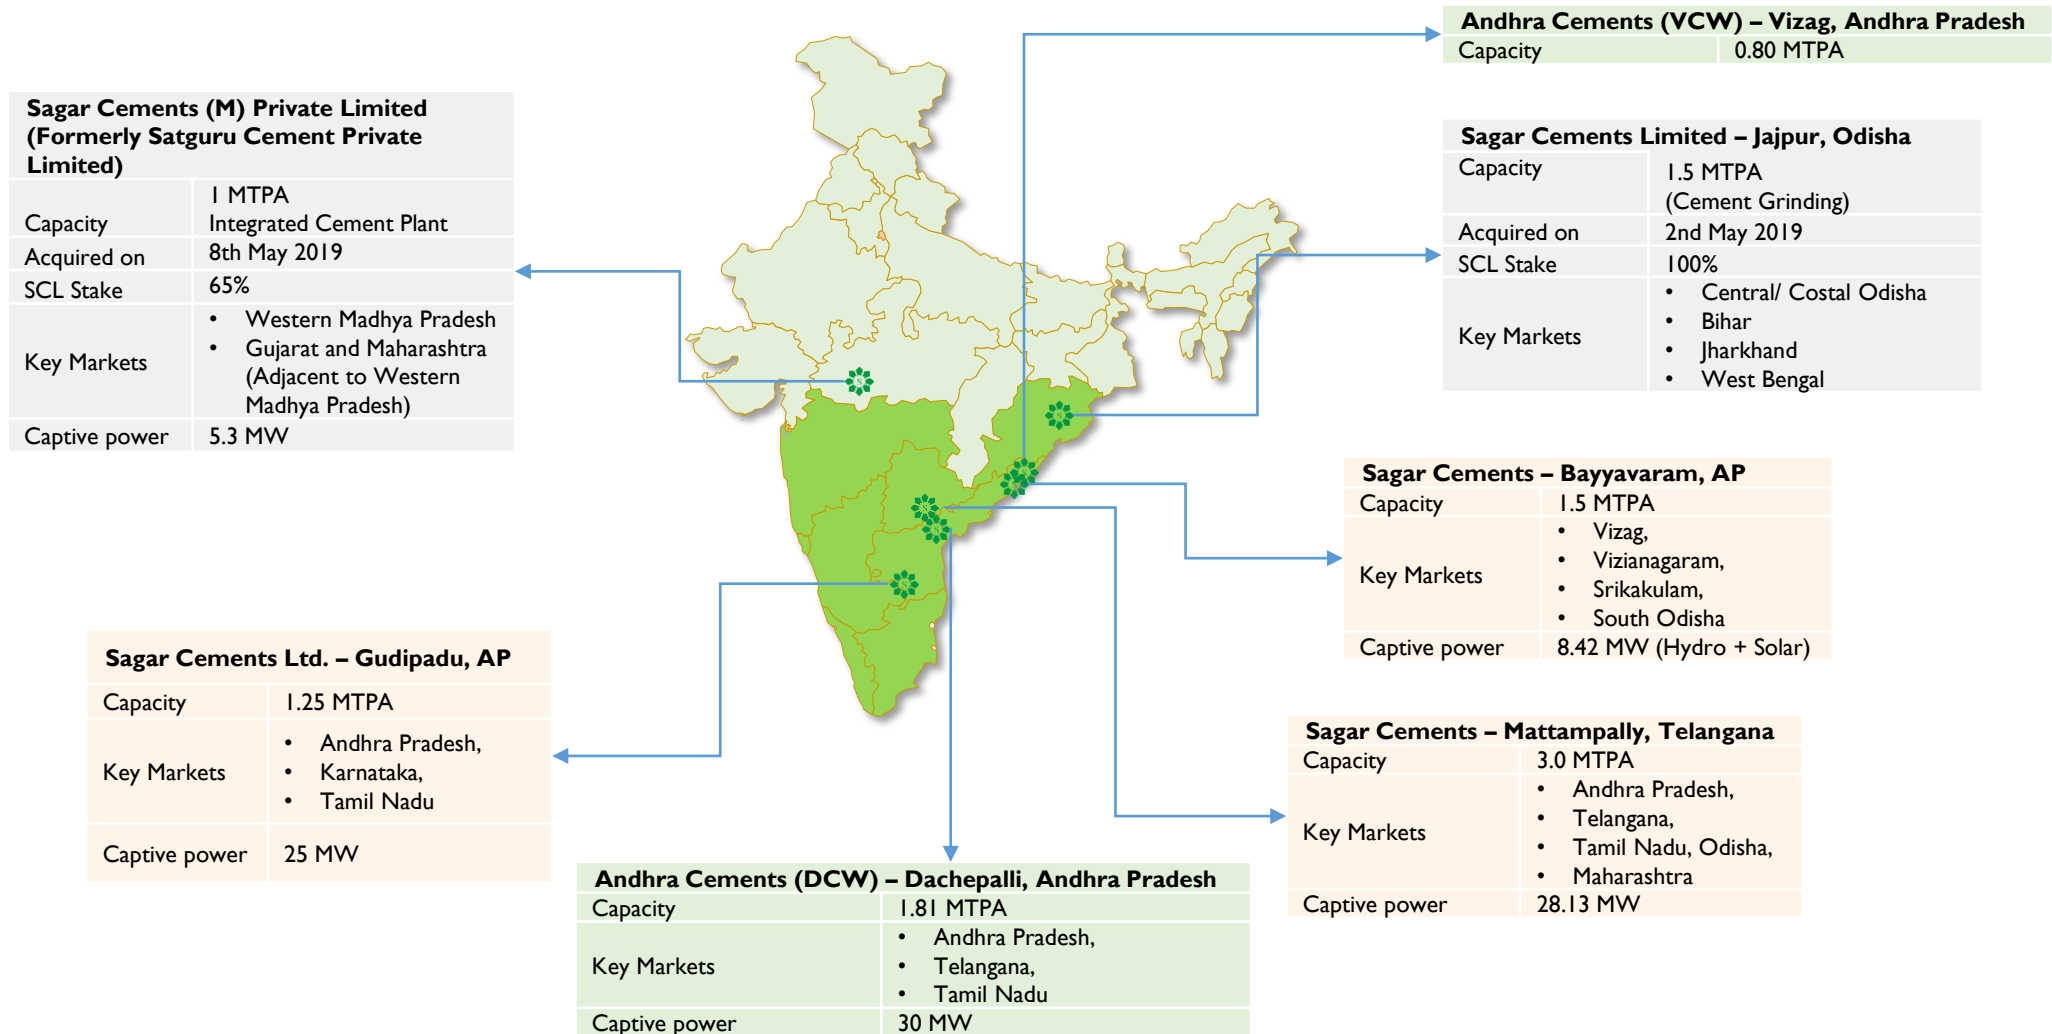 Andhra Cements (VCW) – Vizag, Andhra Pradesh
Capacity 0.80 MTPA
Sagar Cements (M) Private Limited
(Formerly Satguru Cement Private
Limited)
1 MTPA
Capacity Integrated Cement Plant
Acquired on 8th May 2019
SCL Stake 65%
• Western Madhya Pradesh
• Gujarat and Maharashtra
Key Markets (Adjacent to Western
Madhya Pradesh)
Captive power 5.3 MW
Sagar Cements Limited – Jajpur, Odisha
Capacity 1.5 MTPA
(Cement Grinding)
Acquired on 2nd May 2019
SCL Stake 100%
• Central/ Costal Odisha
• Bihar
Key Markets
• Jharkhand
• West Bengal
Sagar Cements – Bayyavaram, AP
Capacity 1.5 MTPA
• Vizag,
• Vizianagaram,
Key Markets
• Srikakulam,
• South Odisha
Captive power 8.42 MW (Hydro + Solar)
Sagar Cements Ltd. – Gudipadu, AP
Capacity 1.25 MTPA
• Andhra Pradesh,
Key Markets • Karnataka,
• Tamil Nadu
Captive power 25 MW
Sagar Cements – Mattampally, Telangana
Capacity 3.0 MTPA
• Andhra Pradesh,
• Telangana,
Key Markets
• Tamil Nadu, Odisha,
• Maharashtra
Captive power 28.13 MW
Andhra Cements (DCW) – Dachepalli, Andhra Pradesh
Capacity 1.81 MTPA
• Andhra Pradesh,
Key Markets • Telangana,
• Tamil Nadu
Captive power 30 MW